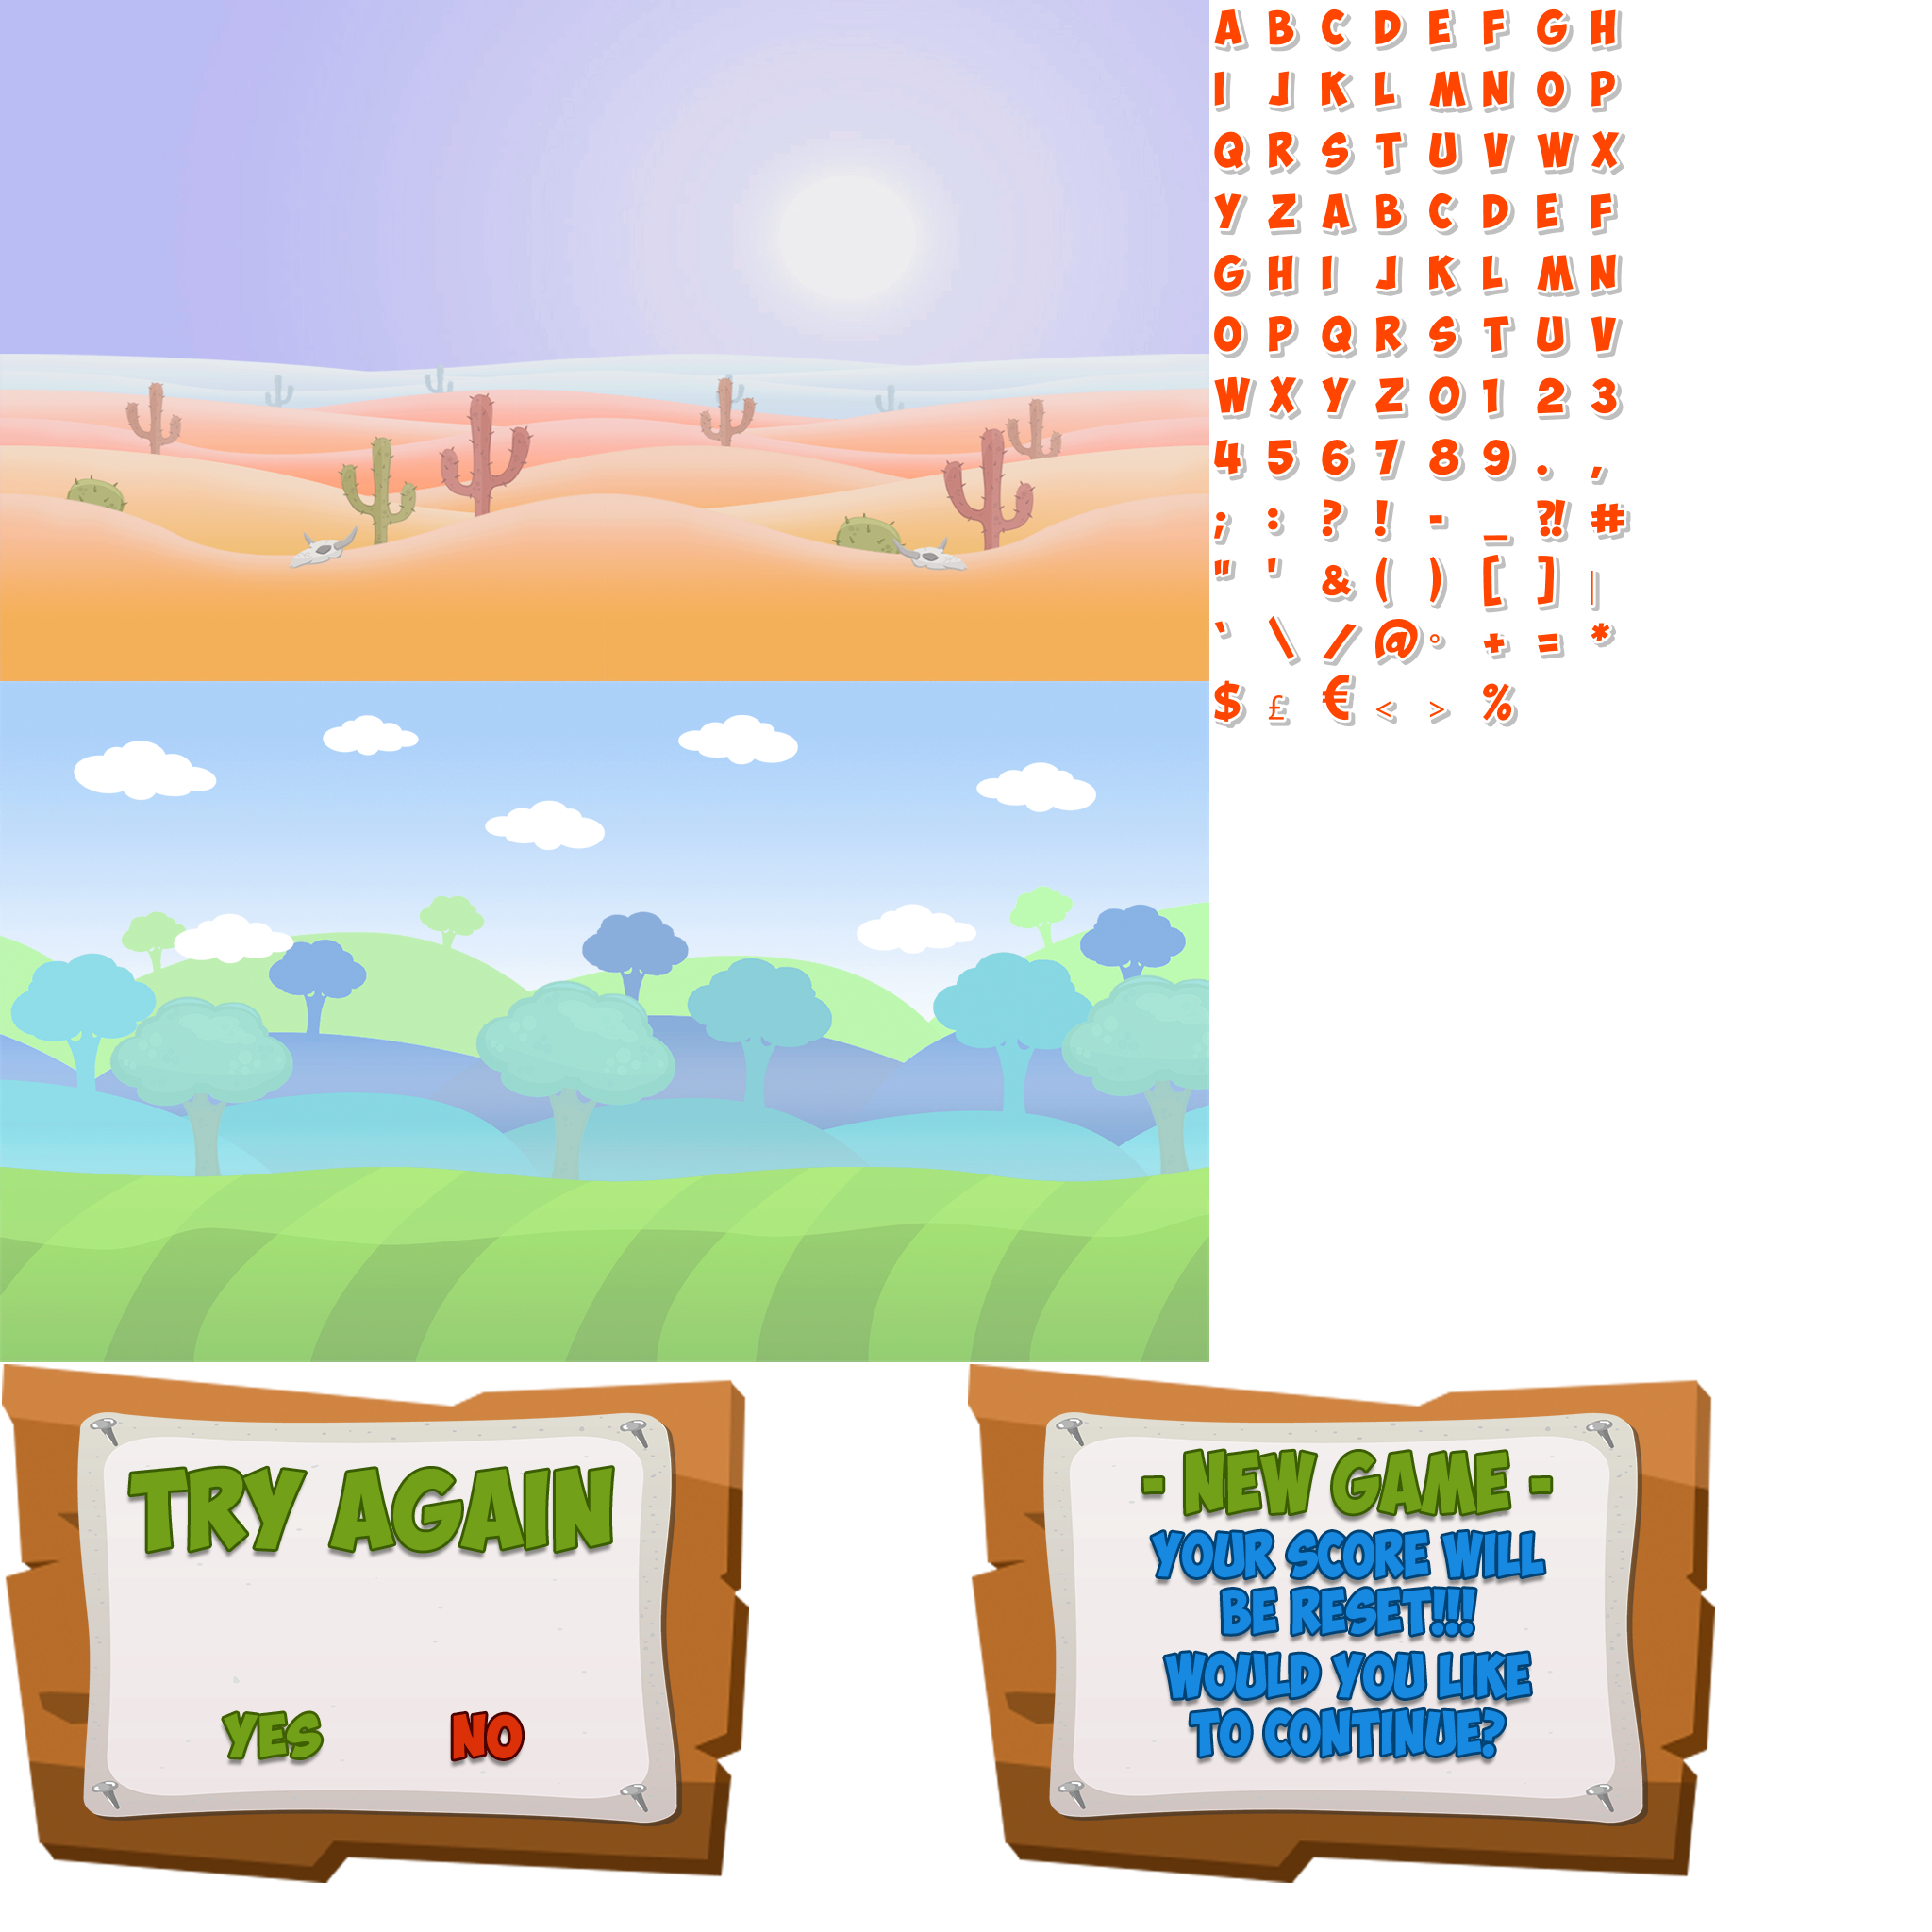 A B C D E F G H
I J K L M N O P
Q R S T U V W X
Y Z A B C D E F
G H I J K L M N
O P Q R S T U V
W X Y Z 0 1 2 3
4 5 6 7 8 9 . ,
; : ? ! - _ ⁈ #
" ' & ( ) [ ] |
` \ / @ ° + = *
$ £ € < > %
TRY AGAIN
YES NO
- NEW GAME -
YOUR SCORE WILL
BE RESET!!!
WOULD YOU LIKE
TO CONTINUE?